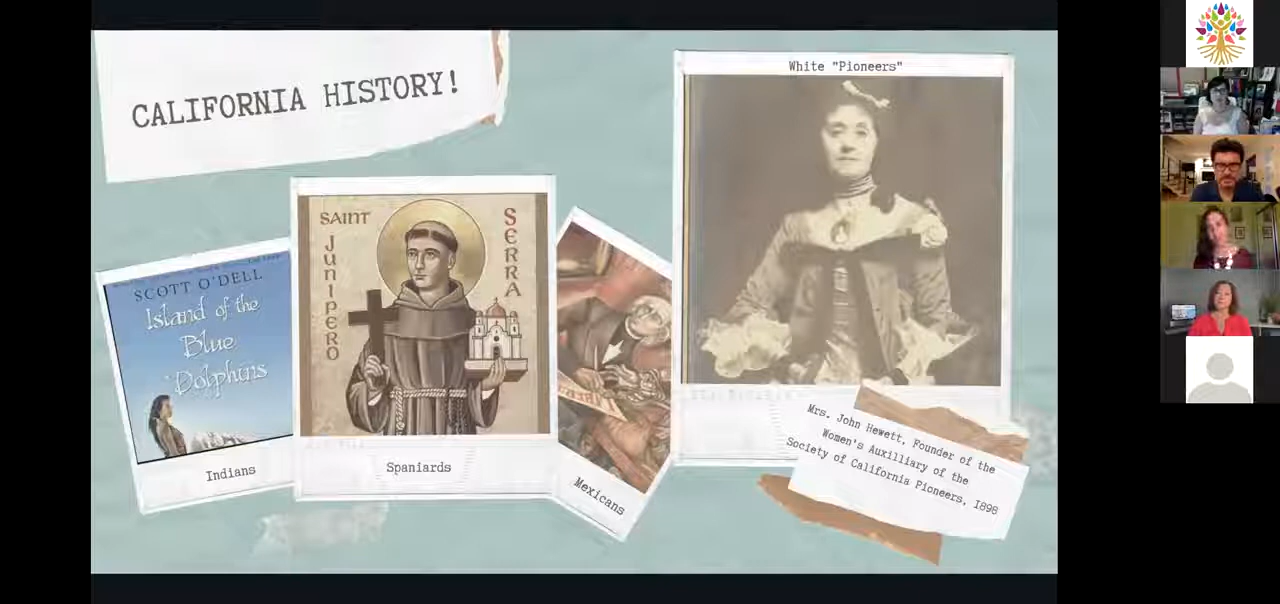 CALIFORNIA HISTORY!
White "Pioneers"
SCOTT O'DELL
Island of the
Blue
Dolphins
Indians
SAINT
JUNIPERO
SERRA
Spaniards
Mexicans
Mrs. John Hewett, Founder of the
Women's Auxilliary of the
Society of California Pioneers, 1898